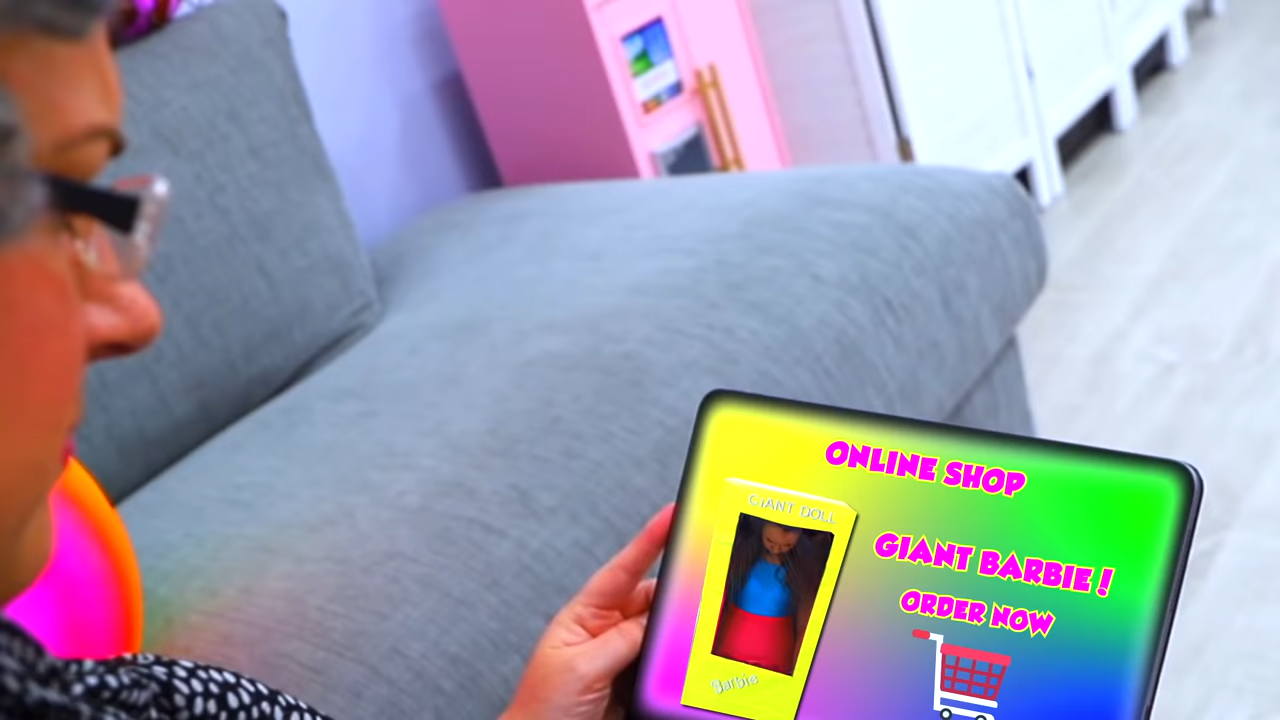 ONLINE SHOP
GIANT DOLL
GIANT BARBIE!
ORDER NOW
Barbie